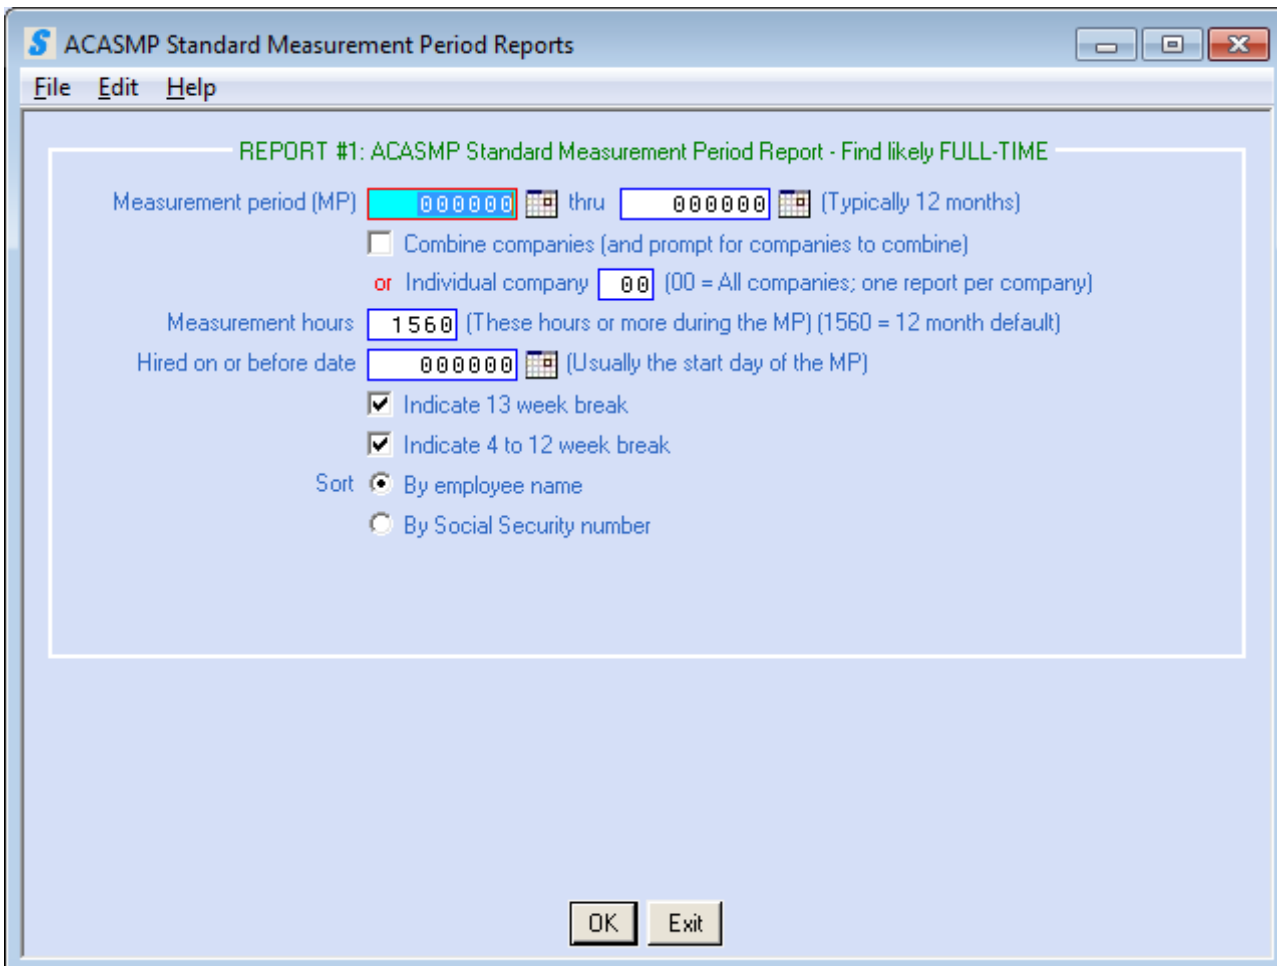 S ACASMP Standard Measurement Period Reports
File Edit Help
REPORT #1: ACASMP Standard Measurement Period Report - Find likely FULL-TIME
Measurement period (MP) 000000 thru 000000 (Typically 12 months)
Combine companies (and prompt for companies to combine)
or Individual company 00 (00 = All companies; one report per company)
Measurement hours 1560 (These hours or more during the MP) (1560 = 12 month default)
Hired on or before date 000000 (Usually the start day of the MP)
Indicate 13 week break
Indicate 4 to 12 week break
Sort By employee name
By Social Security number
OK Exit